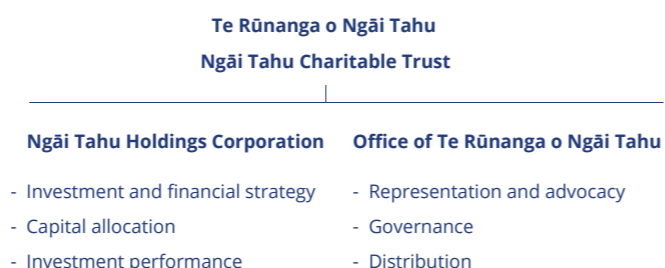 Te Rūnanga o Ngāi Tahu
Ngāi Tahu Charitable Trust
Ngāi Tahu Holdings Corporation
- Investment and financial strategy
- Capital allocation
- Investment performance
Office of Te Rūnanga o Ngāi Tahu
- Representation and advocacy
- Governance
- Distribution